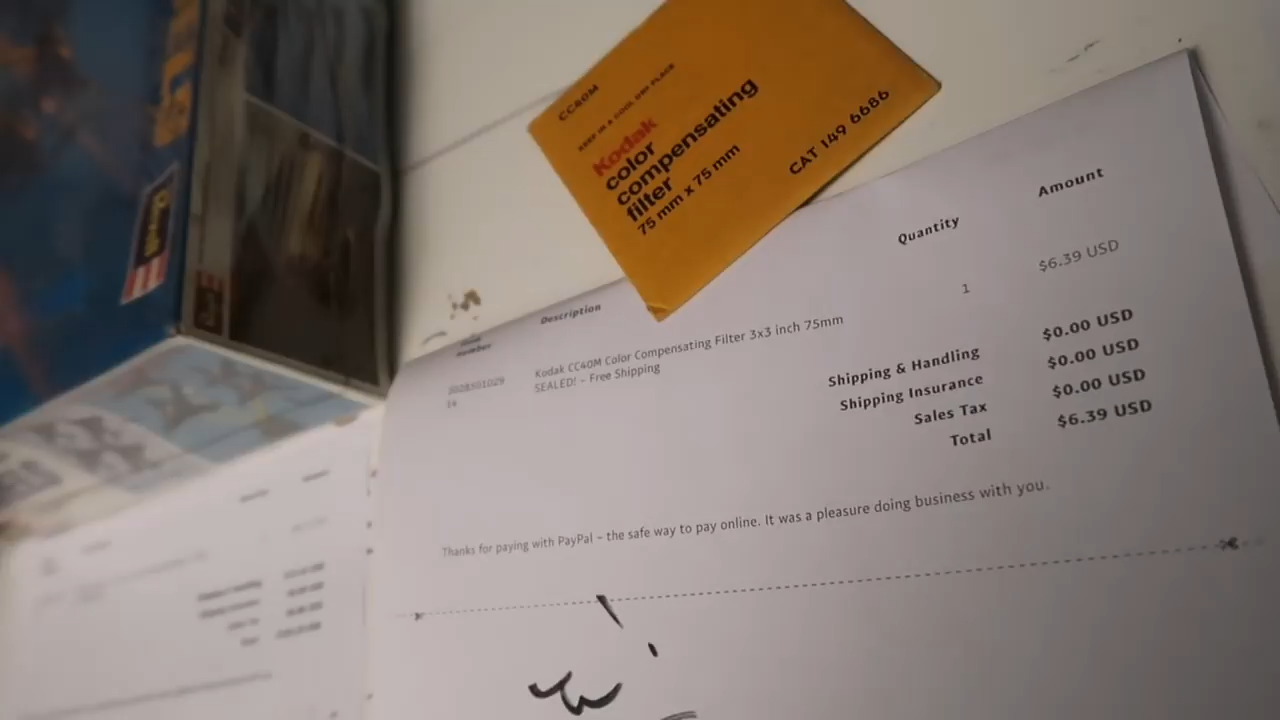 CC40M
KEEP IN A COOL DRY PLACE
Kodak
color
compensating
filter
75 mm x 75 mm
CAT 149 6686
Revell
Description
Quantity
Amount
number
Kodak CC40M Color Compensating Filter 3x3 inch 75mm
SEALED! – Free Shipping
1
$6.39 USD
14
Shipping & Handling
$0.00 USD
Shipping Insurance
$0.00 USD
Sales Tax
$0.00 USD
Total
$6.39 USD
Thanks for paying with PayPal – the safe way to pay online. It was a pleasure doing business with you.